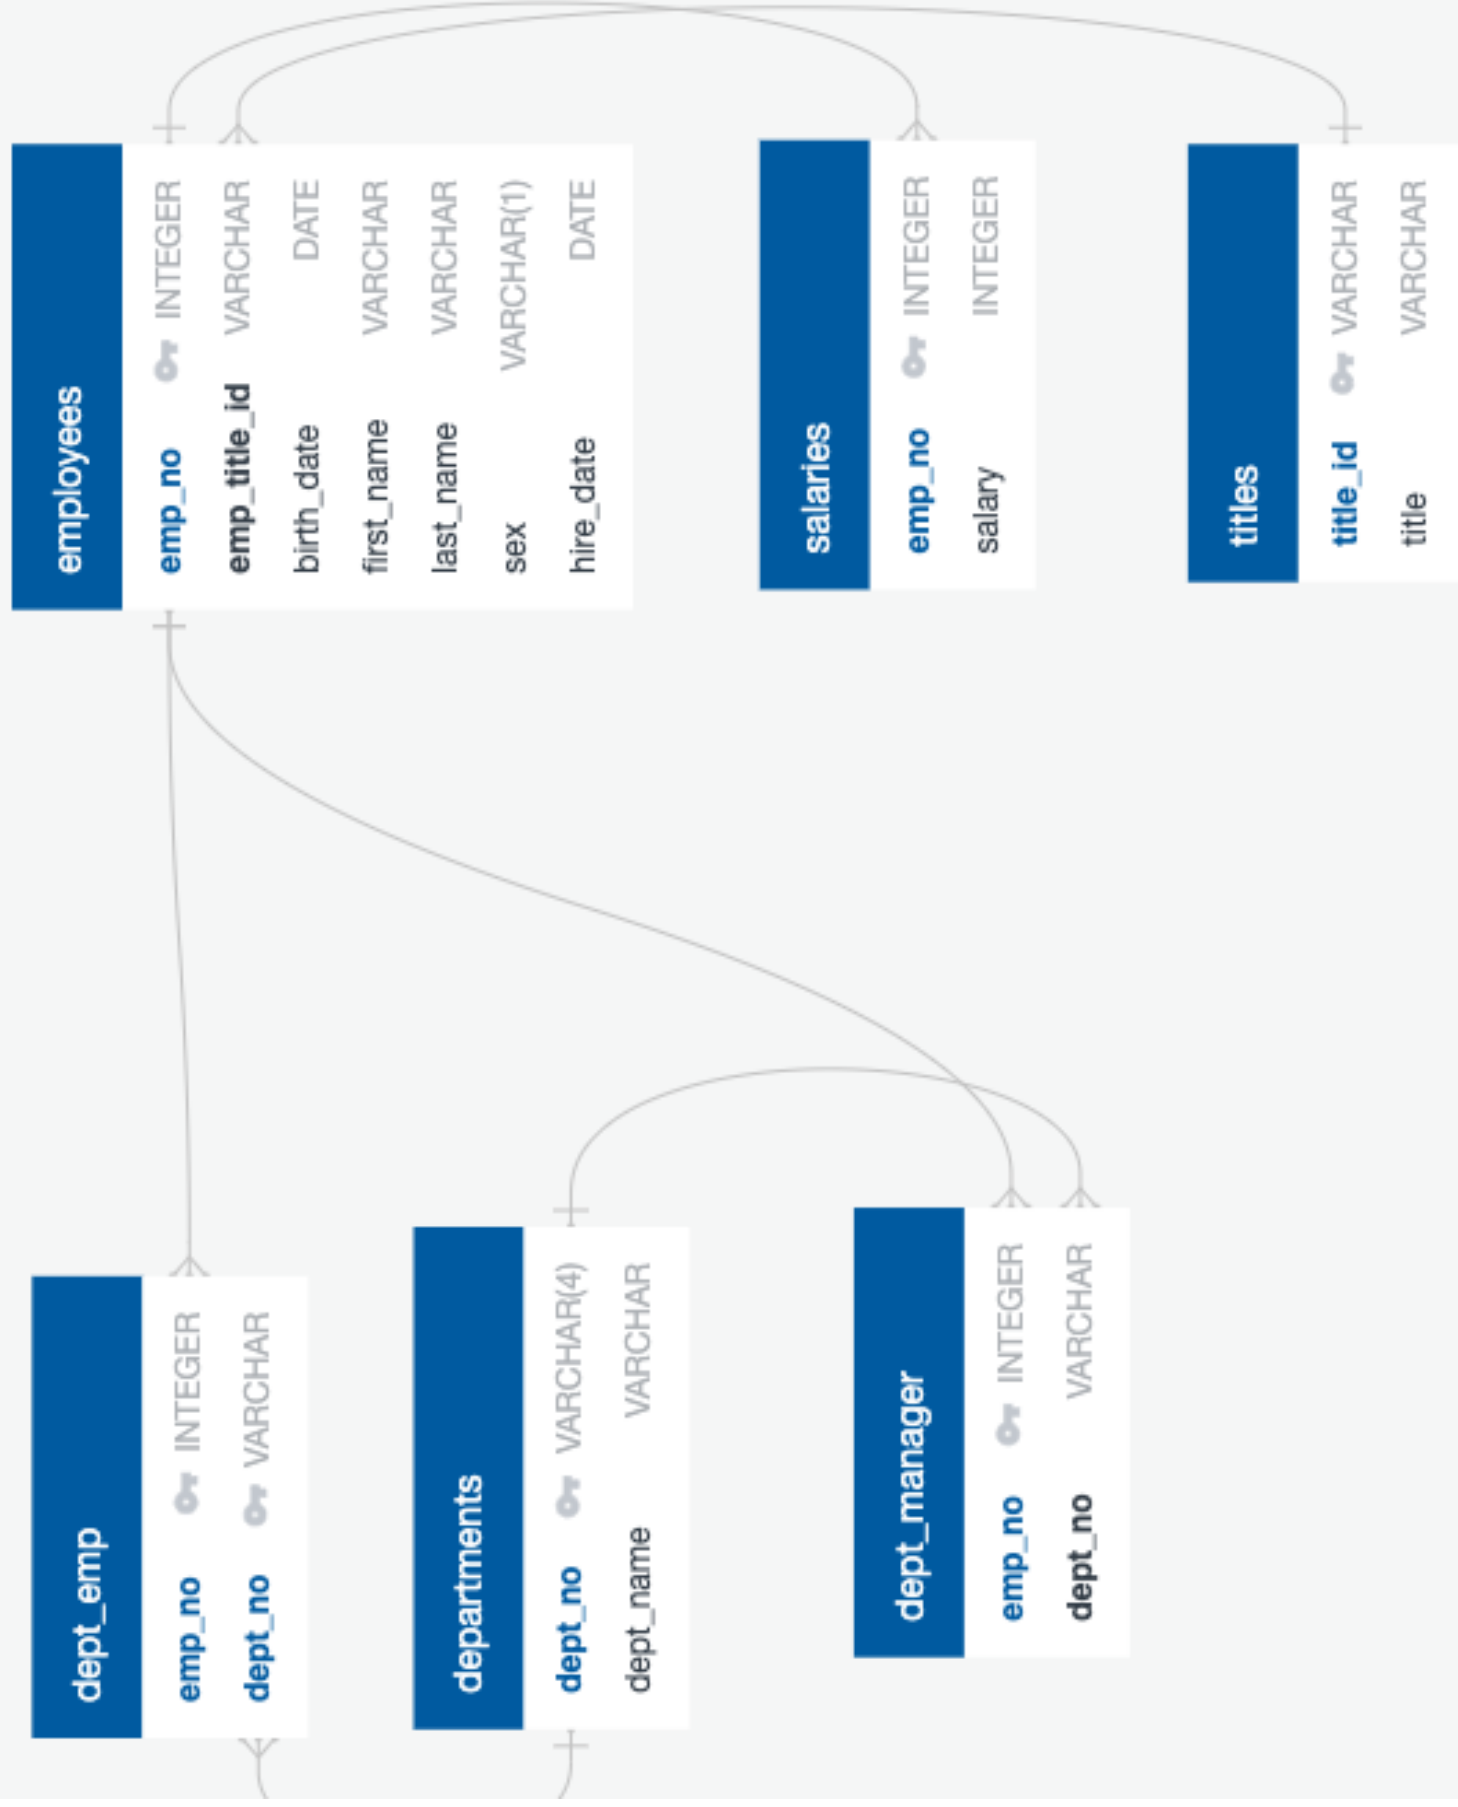 employees
emp_no INTEGER
emp_title_id VARCHAR
birth_date DATE
first_name VARCHAR
last_name VARCHAR
sex VARCHAR(1)
hire_date DATE
salaries
emp_no INTEGER
salary INTEGER
titles
title_id VARCHAR
title VARCHAR
dept_emp
emp_no INTEGER
dept_no VARCHAR
departments
dept_no VARCHAR(4)
dept_name VARCHAR
dept_manager
emp_no INTEGER
dept_no VARCHAR